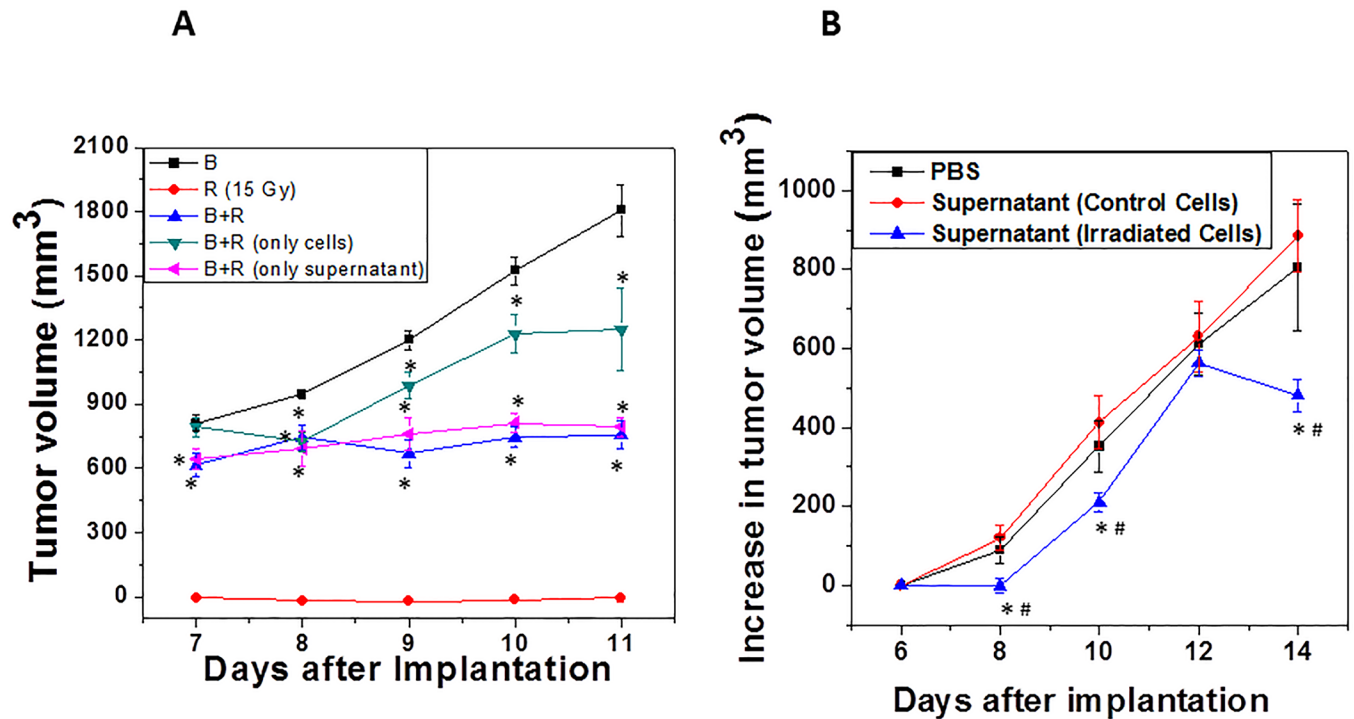 A
B
Tumor volume (mm³)
2100
1800
1500
1200
900
600
300
0
B
R (15 Gy)
B+R
B+R (only cells)
B+R (only supernatant)
*
*
*
*
*
*
*
*
*
*
*
*
*
7
8
9
10
11
Days after Implantation
Increase in tumor volume (mm³)
1000
800
600
400
200
0
PBS
Supernatant (Control Cells)
Supernatant (Irradiated Cells)
* #
* #
* #
6
8
10
12
14
Days after implantation